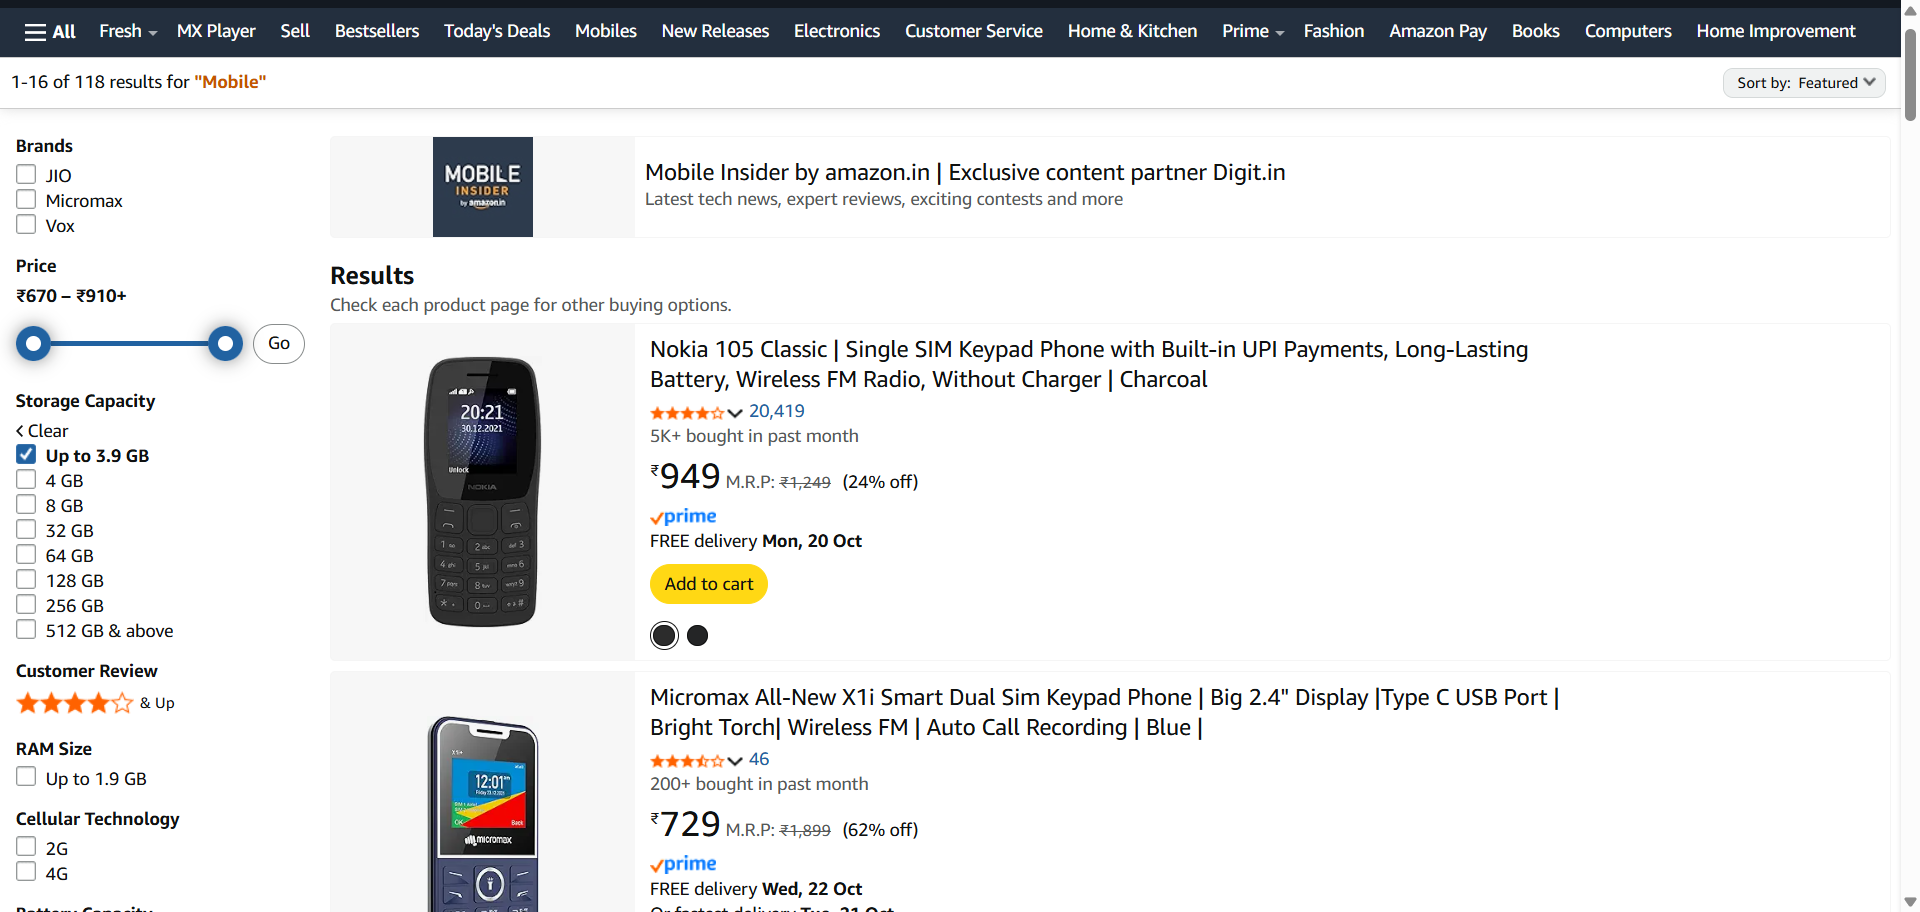 All Fresh MX Player Sell Bestsellers Today's Deals Mobiles New Releases Electronics Customer Service Home & Kitchen Prime Fashion Amazon Pay Books Computers Home Improvement
1-16 of 118 results for "Mobile"
Sort by: Featured
Brands
JIO
Micromax
Vox
Price
₹670 – ₹910+
Go
Storage Capacity
Clear
Up to 3.9 GB
4 GB
8 GB
32 GB
64 GB
128 GB
256 GB
512 GB & above
Customer Review
& Up
RAM Size
Up to 1.9 GB
Cellular Technology
2G
4G
Battery Capacity
MOBILE
INSIDER
by amazon.in
Mobile Insider by amazon.in | Exclusive content partner Digit.in
Latest tech news, expert reviews, exciting contests and more
Results
Check each product page for other buying options.
20:21
30.12.2021
Unlock
NOKIA
Nokia 105 Classic | Single SIM Keypad Phone with Built-in UPI Payments, Long-Lasting
Battery, Wireless FM Radio, Without Charger | Charcoal
20,419
5K+ bought in past month
₹949 M.R.P: ₹1,249 (24% off)
prime
FREE delivery Mon, 20 Oct
Add to cart
12:01
OK Back
micromax
Micromax All-New X1i Smart Dual Sim Keypad Phone | Big 2.4" Display |Type C USB Port |
Bright Torch| Wireless FM | Auto Call Recording | Blue |
46
200+ bought in past month
₹729 M.R.P: ₹1,899 (62% off)
prime
FREE delivery Wed, 22 Oct
Or fastest delivery Tue, 21 Oct